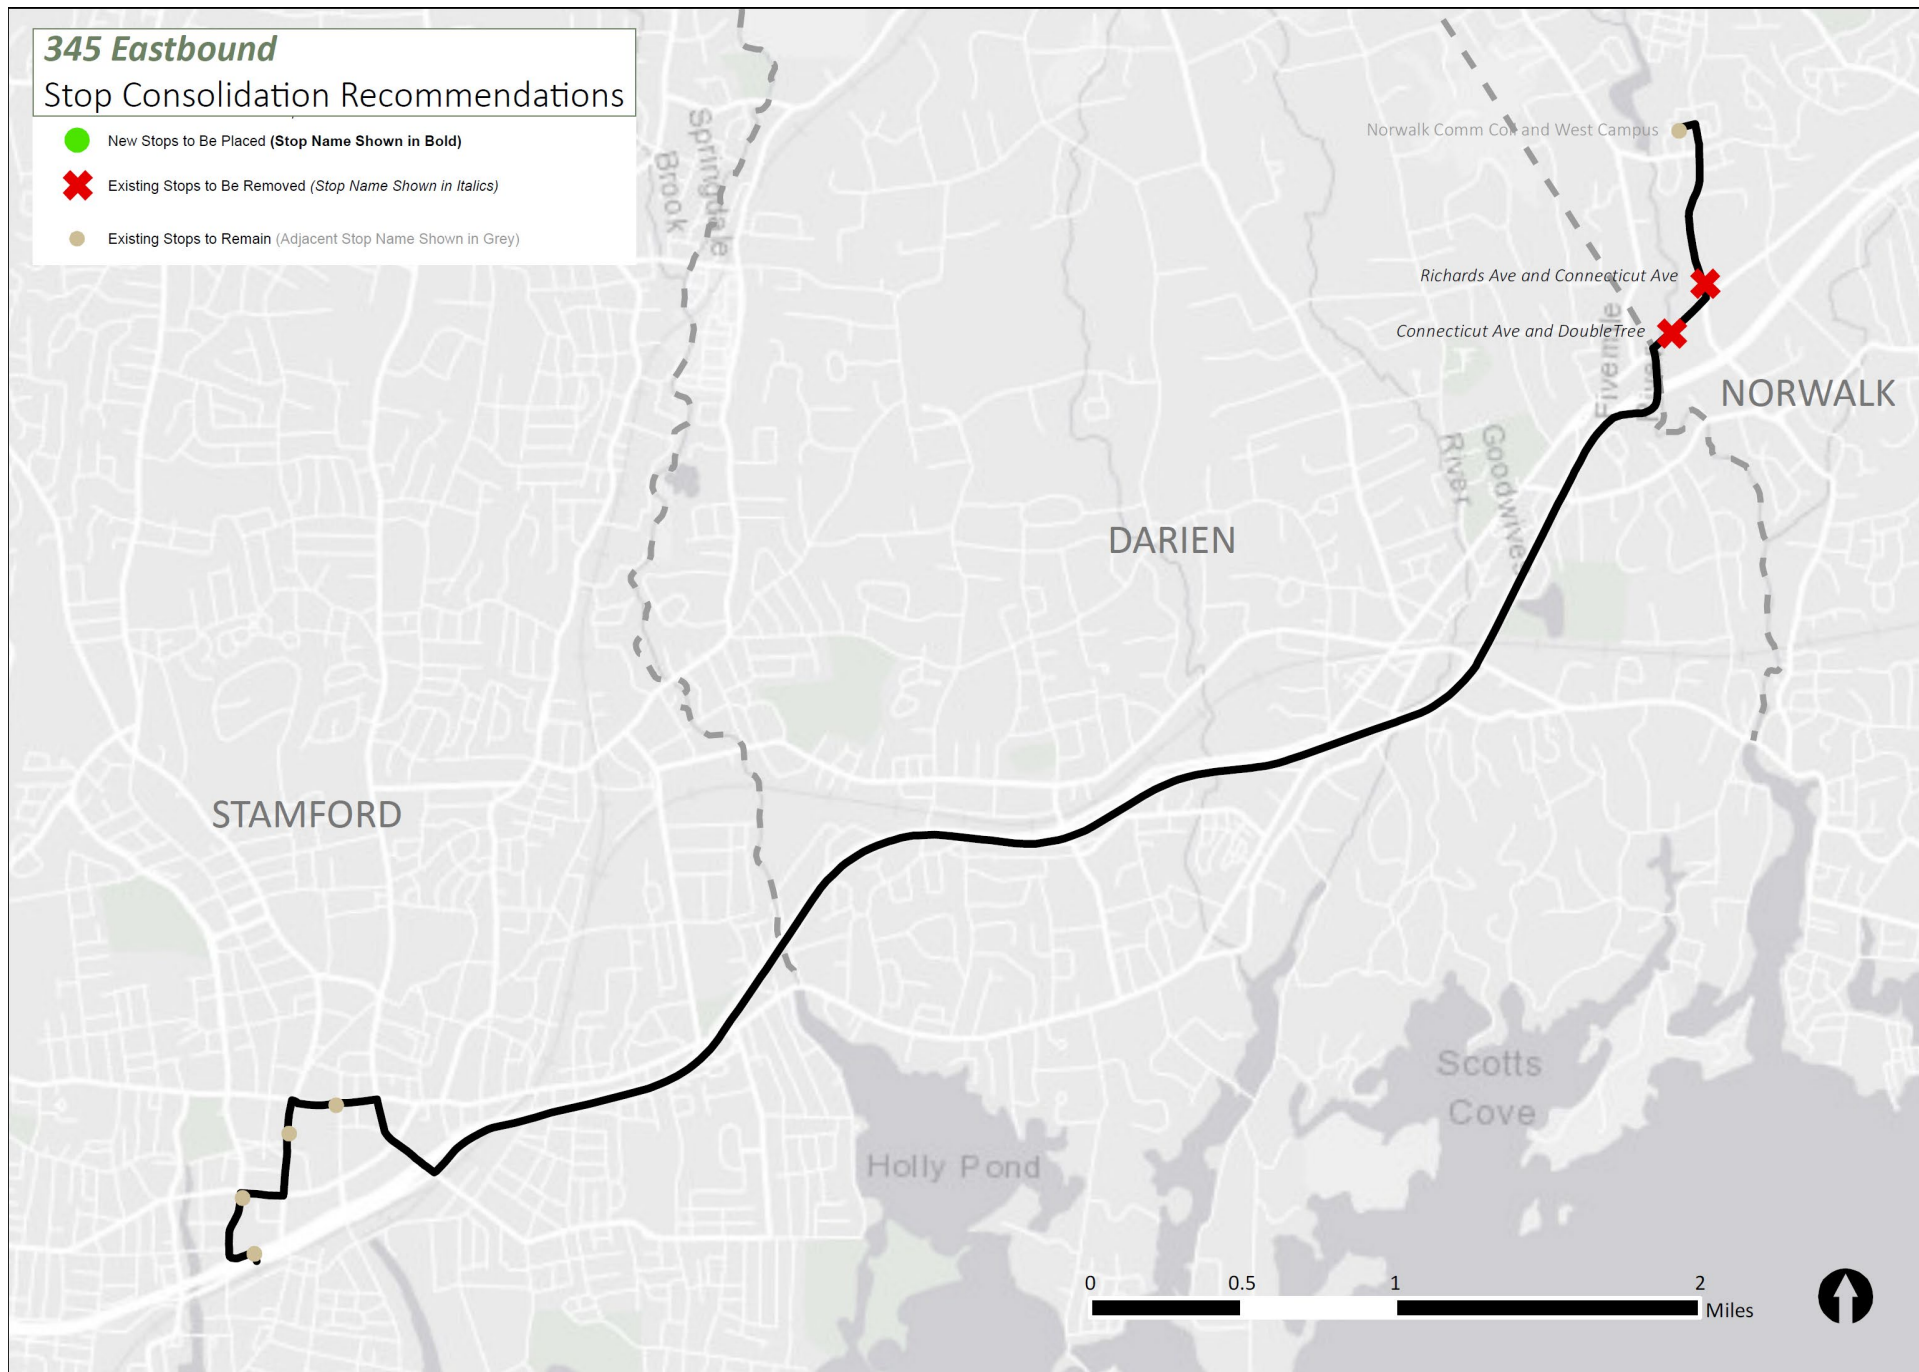 345 Eastbound
Stop Consolidation Recommendations
New Stops to Be Placed (Stop Name Shown in Bold)
Existing Stops to Be Removed (Stop Name Shown in Italics)
Existing Stops to Remain (Adjacent Stop Name Shown in Grey)
Springdale
Brook
Norwalk Comm Coll and West Campus
Richards Ave and Connecticut Ave
Connecticut Ave and DoubleTree
Fivemile
River
NORWALK
Goodwives
River
DARIEN
STAMFORD
Scotts
Cove
Holly Pond
0 0.5 1 2
Miles